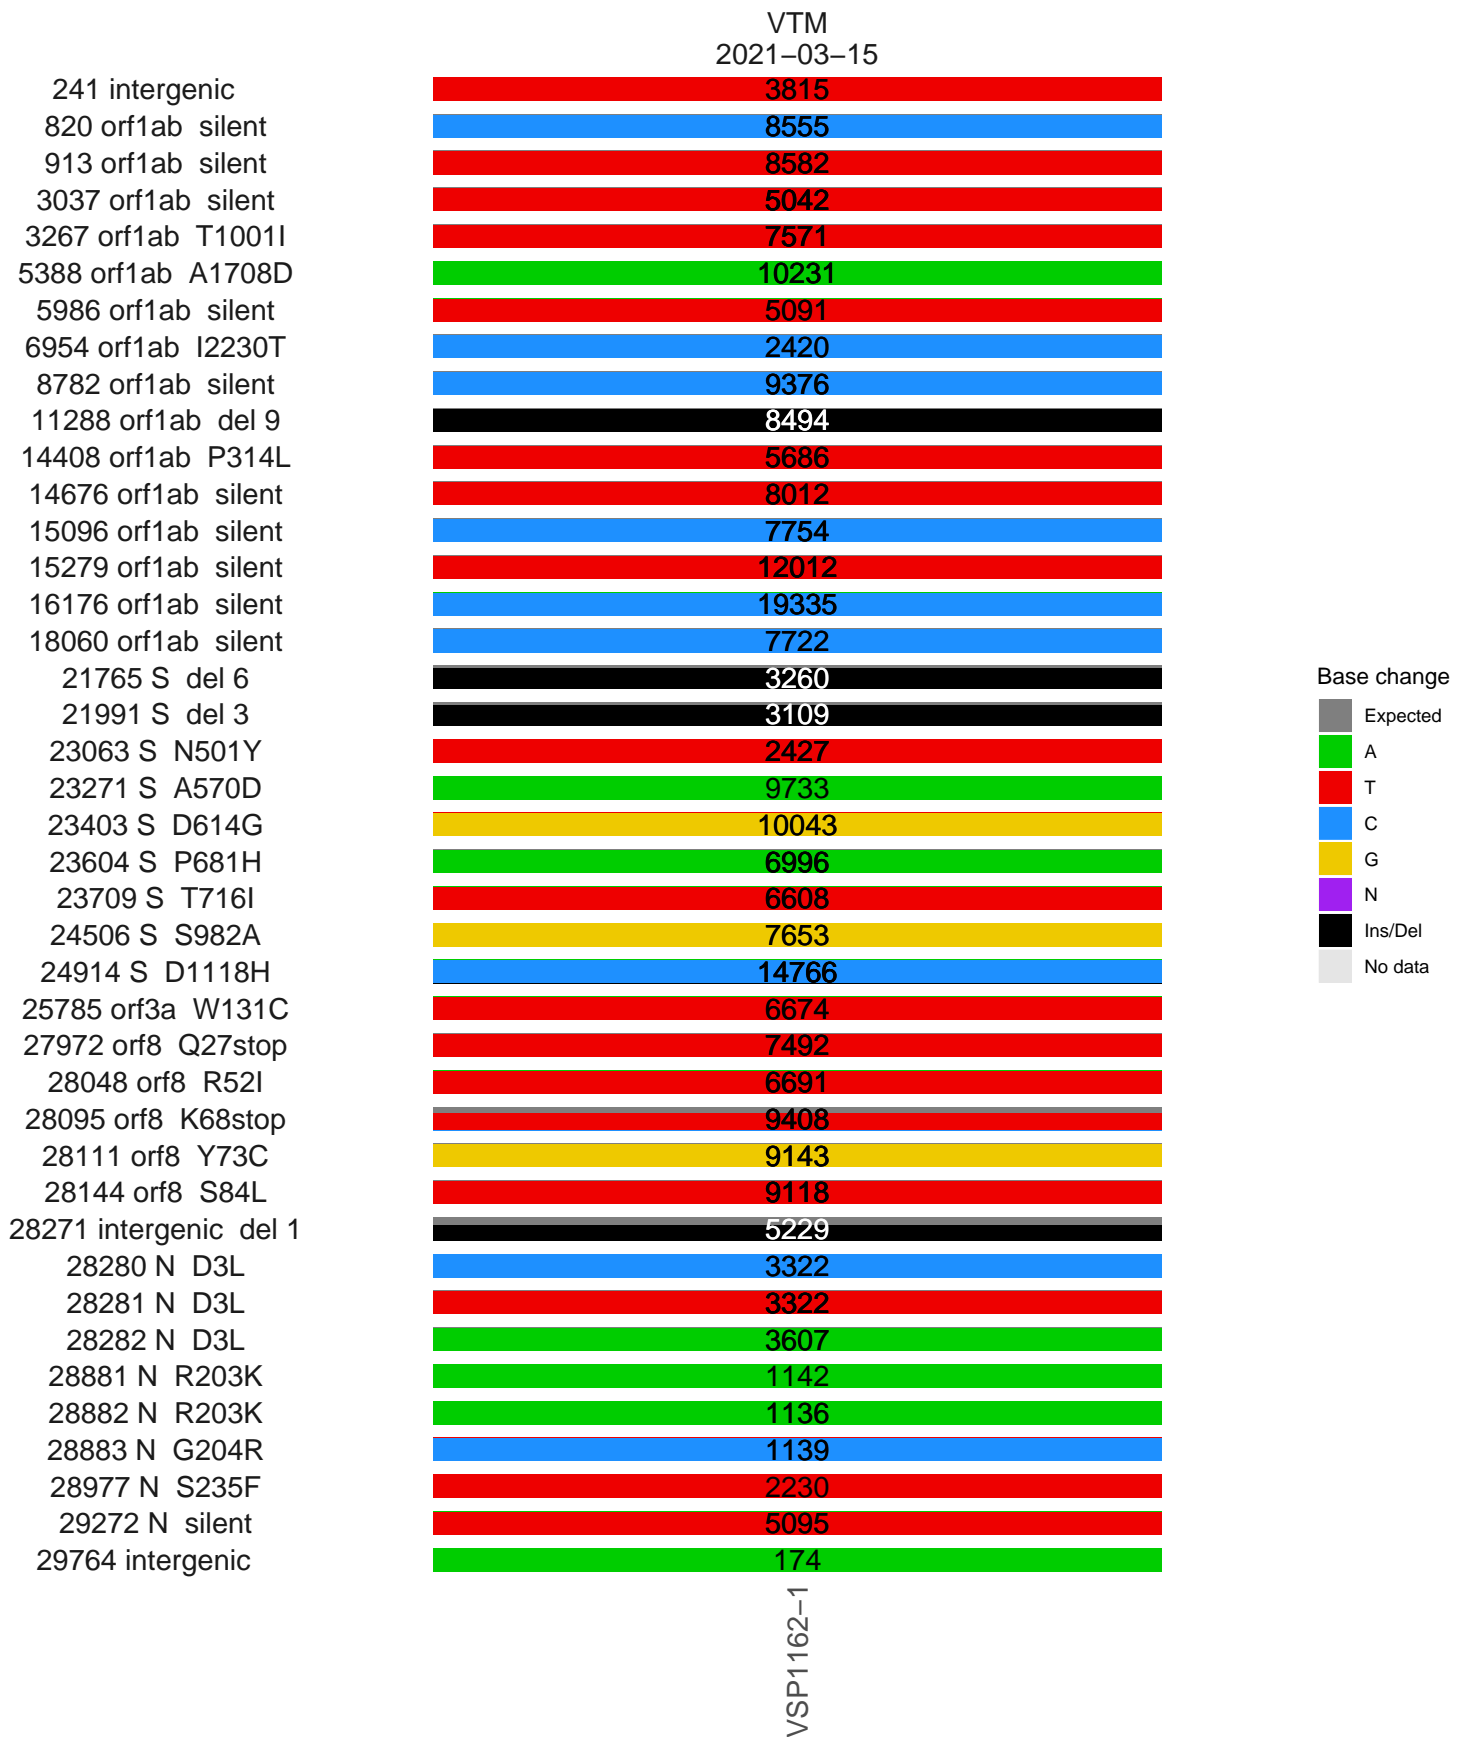 VTM
2021−03−15
241 intergenic 3815
820 orf1ab silent 8555
913 orf1ab silent 8582
3037 orf1ab silent 5042
3267 orf1ab T1001I 7571
5388 orf1ab A1708D 10231
5986 orf1ab silent 5091
6954 orf1ab I2230T 2420
8782 orf1ab silent 9376
11288 orf1ab del 9 8494
14408 orf1ab P314L 5686
14676 orf1ab silent 8012
15096 orf1ab silent 7754
15279 orf1ab silent 12012
16176 orf1ab silent 19335
18060 orf1ab silent 7722
21765 S del 6 3260
21991 S del 3 3109
23063 S N501Y 2427
23271 S A570D 9733
23403 S D614G 10043
23604 S P681H 6996
23709 S T716I 6608
24506 S S982A 7653
24914 S D1118H 14766
25785 orf3a W131C 6674
27972 orf8 Q27stop 7492
28048 orf8 R52I 6691
28095 orf8 K68stop 9408
28111 orf8 Y73C 9143
28144 orf8 S84L 9118
28271 intergenic del 1 5229
28280 N D3L 3322
28281 N D3L 3322
28282 N D3L 3607
28881 N R203K 1142
28882 N R203K 1136
28883 N G204R 1139
28977 N S235F 2230
29272 N silent 5095
29764 intergenic 174
VSP1162−1
Base change
Expected
A
T
C
G
N
Ins/Del
No data